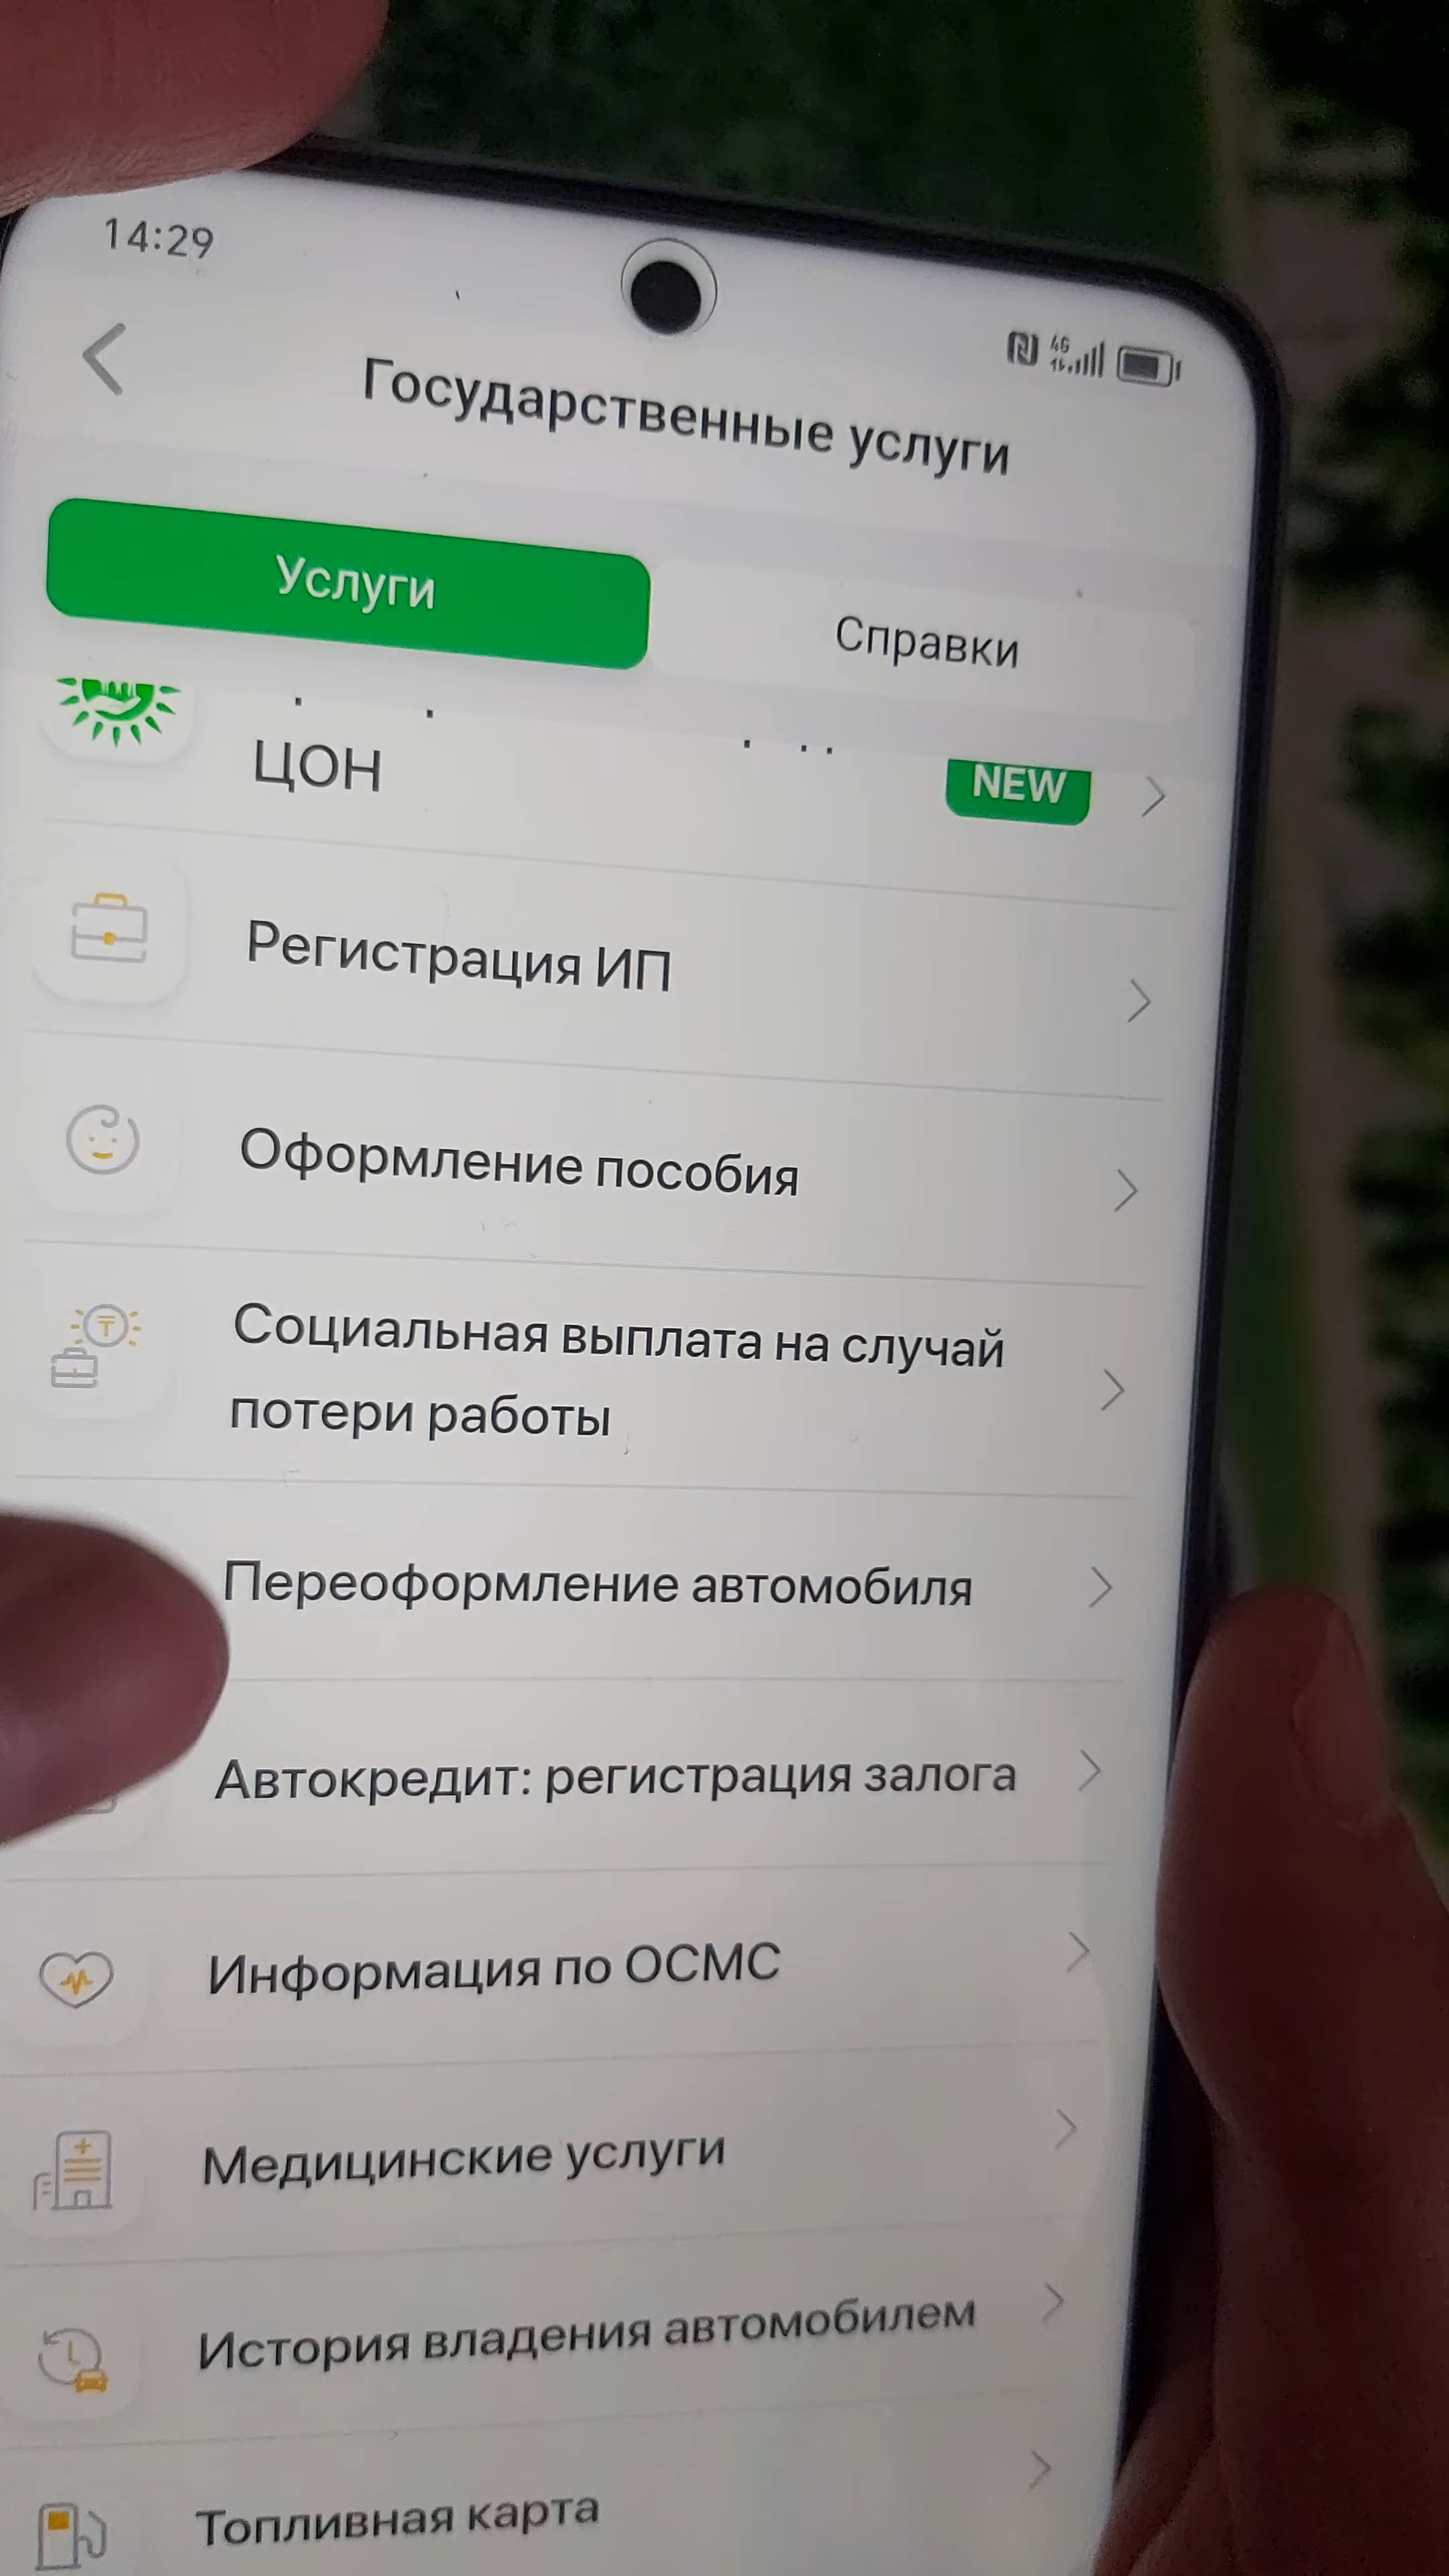 14:29
4G
Государственные услуги
Услуги
Справки
ЦОН
NEW
Регистрация ИП
Оформление пособия
Социальная выплата на случай
потери работы
Переоформление автомобиля
Автокредит: регистрация залога
Информация по ОСМС
Медицинские услуги
История владения автомобилем
Топливная карта